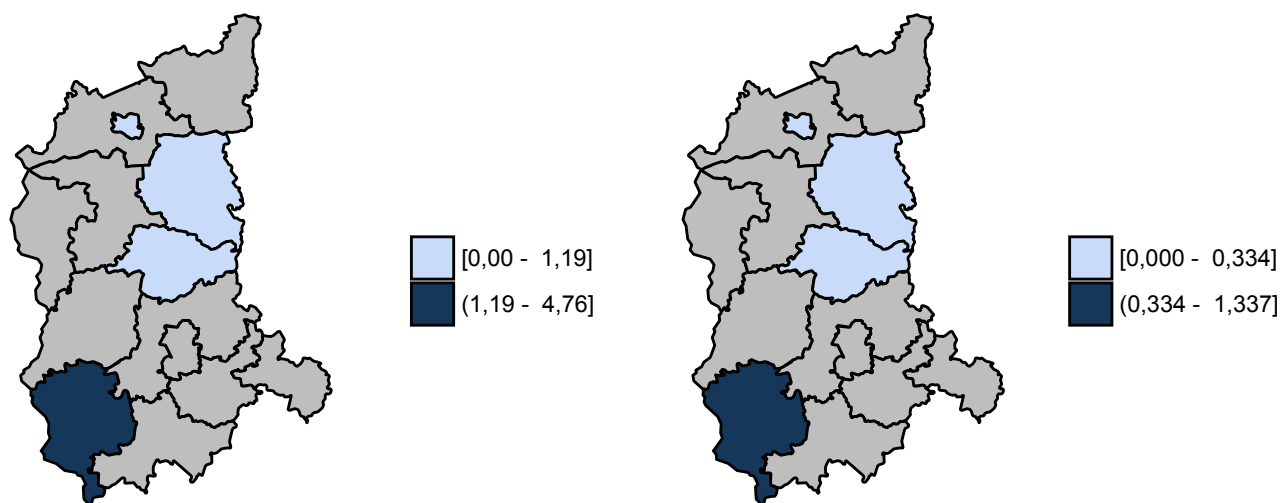 [0,00 - 1,19]
(1,19 - 4,76]
[0,000 - 0,334]
(0,334 - 1,337]